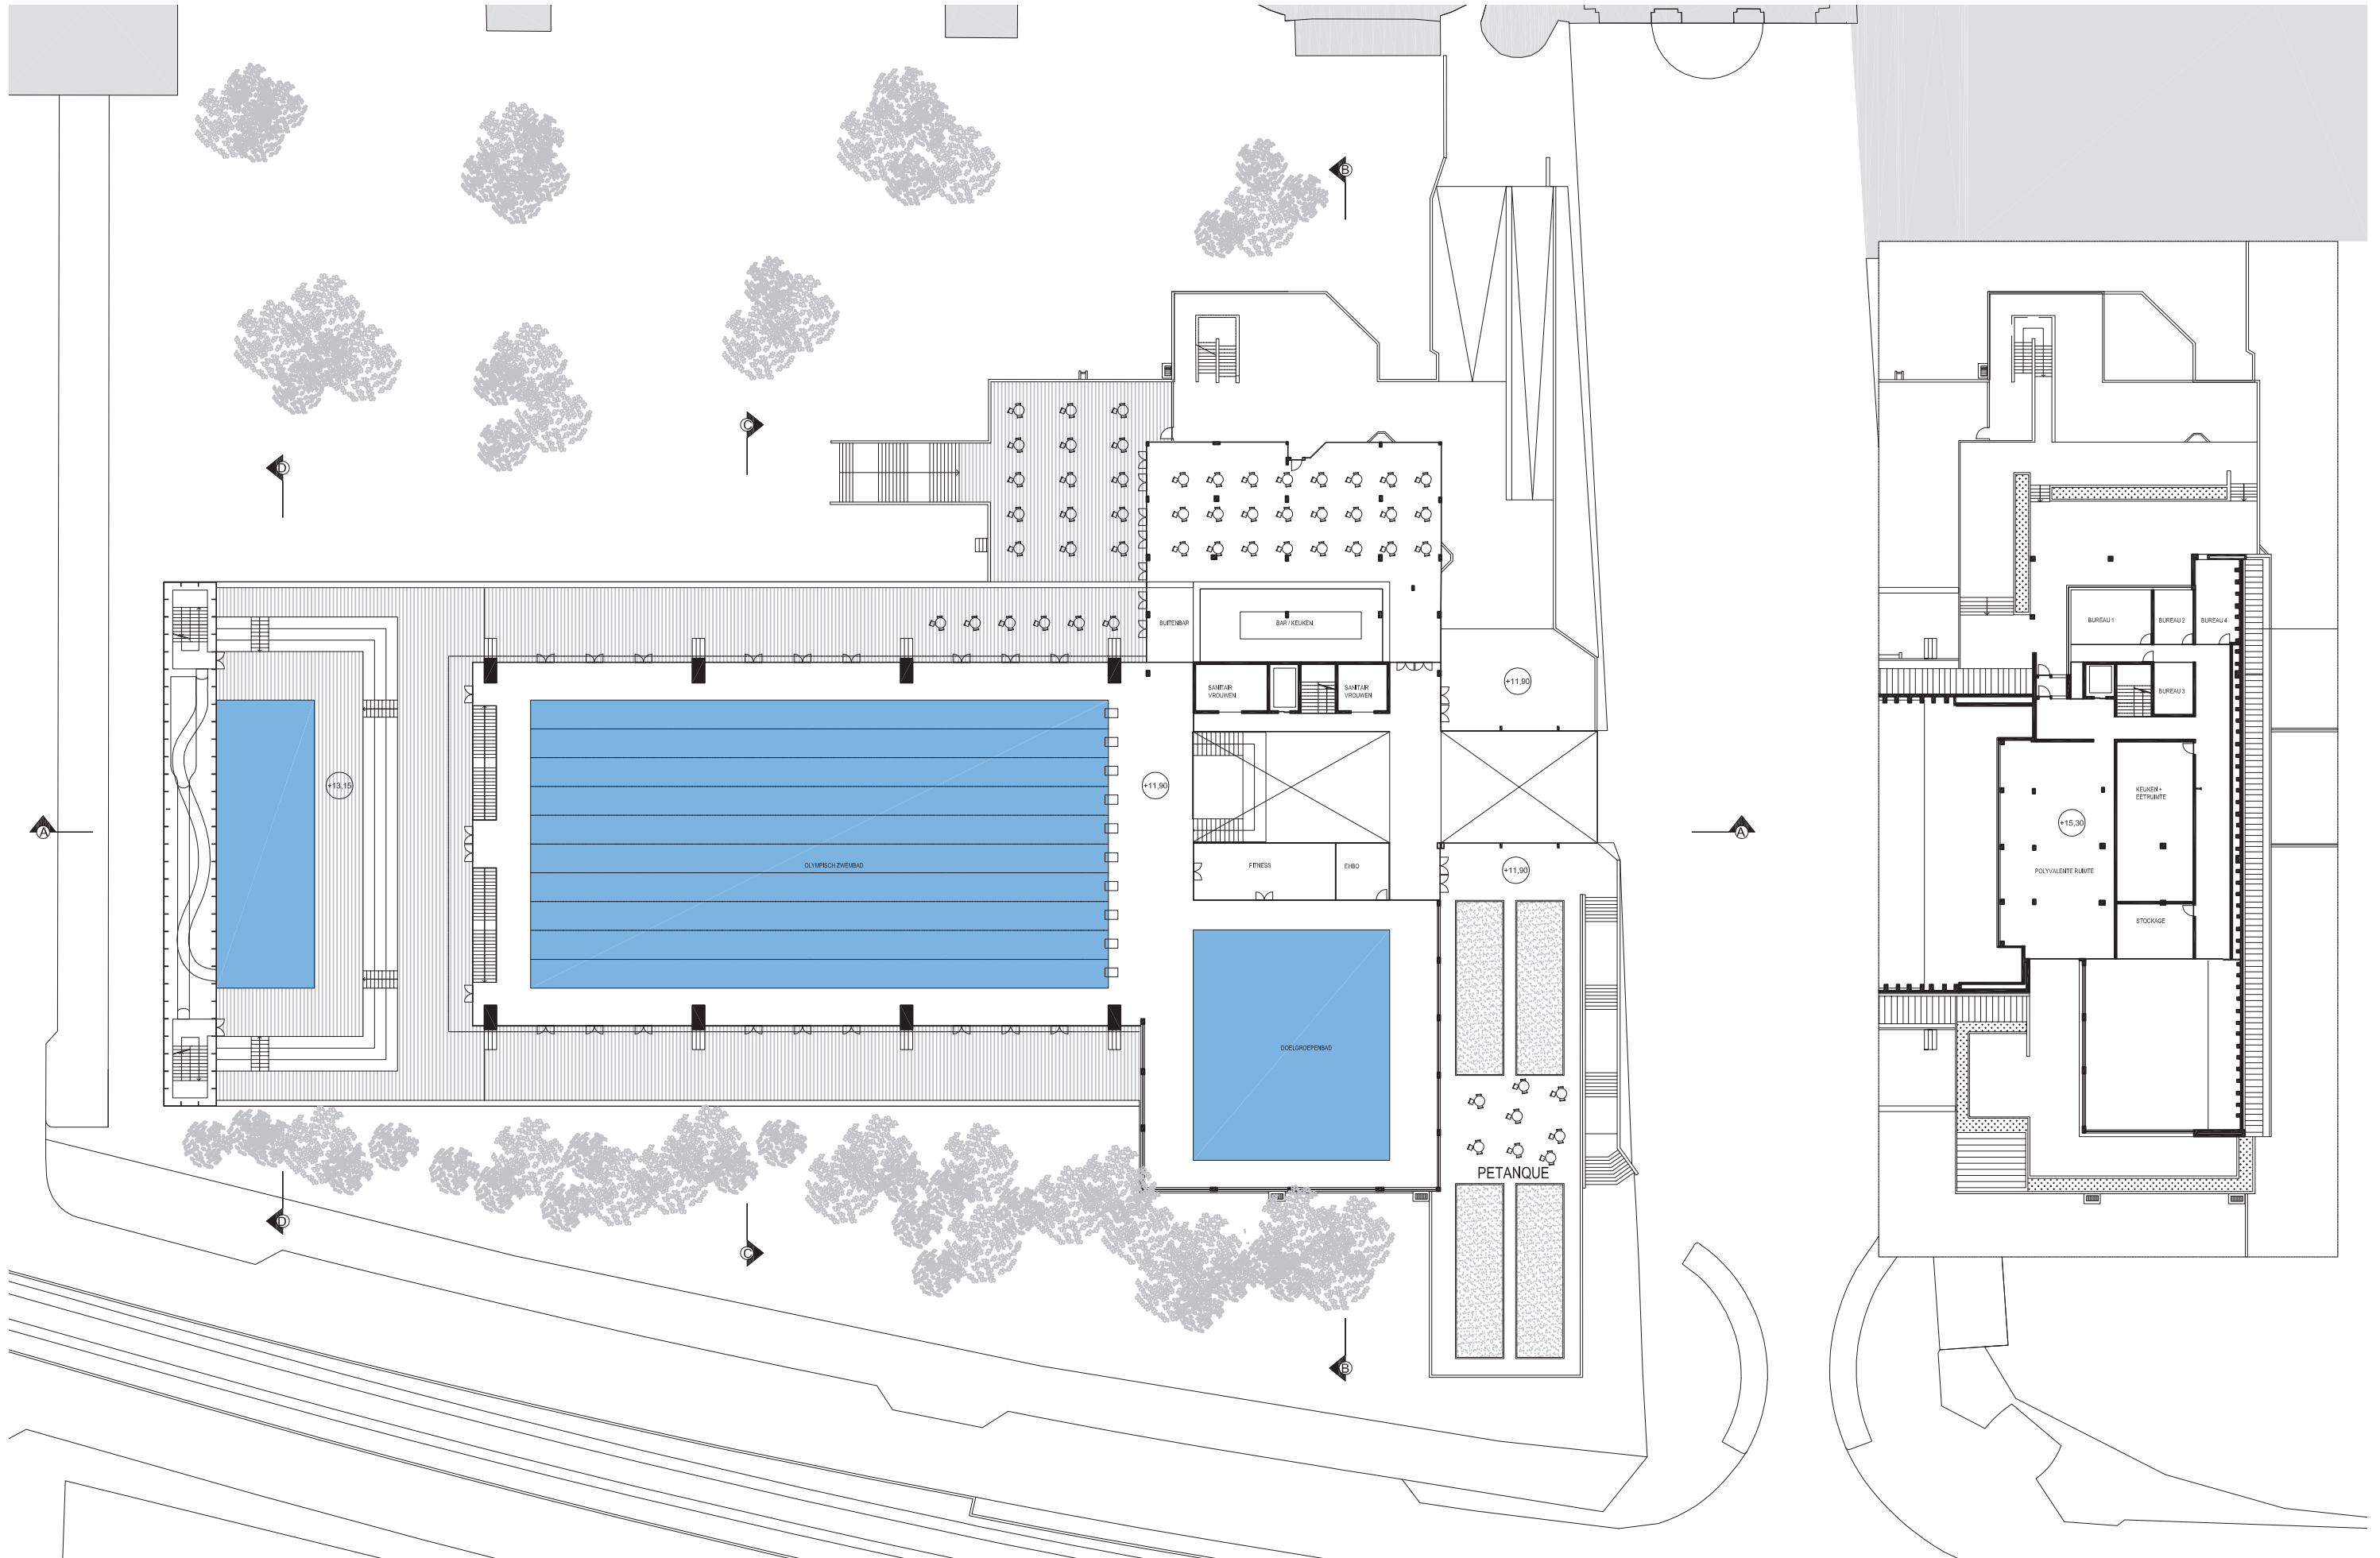 B
C
D
BUITENBAR
BAR / KEUKEN
BUREAU 1
BUREAU 2
BUREAU 4
+11,90
SANITAIR
VROUWEN
SANITAIR
VROUWEN
BUREAU 3
+13,15
+11,90
KEUKEN +
EETRUIMTE
+15,30
A
A
OLYMPISCH ZWEMBAD
FITNESS
EHBO
+11,90
POLYVALENTE RUIMTE
STOCKAGE
DOELGROEPENBAD
PETANQUE
D
C
B